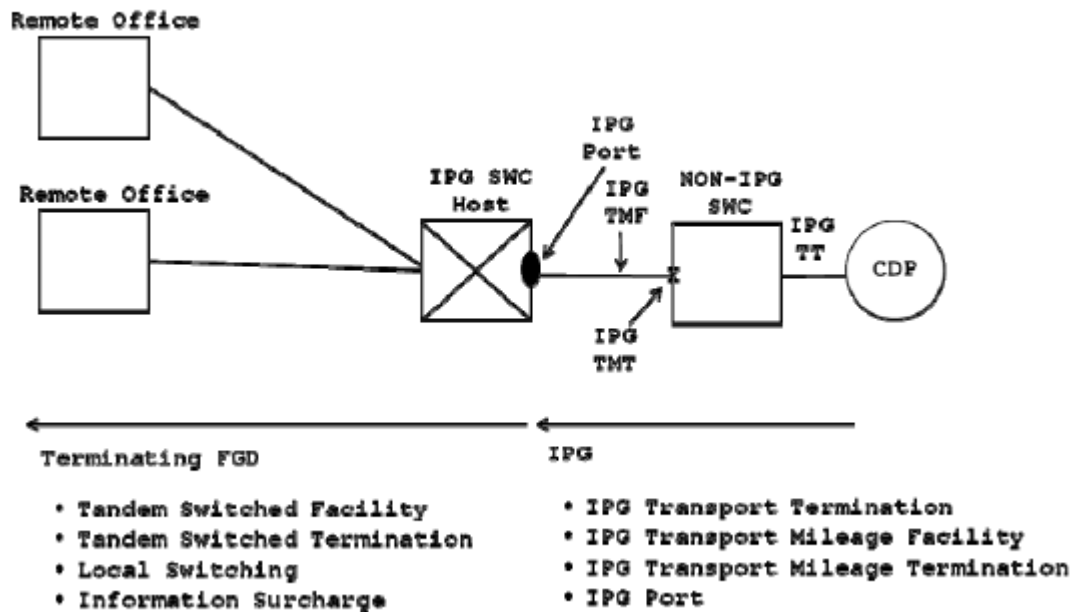 Remote Office
Remote Office
IPG SWC
Host
IPG
Port
IPG
TMF
IPG
TMT
NON-IPG
SWC
IPG
TT
CDP
Terminating FGD
• Tandem Switched Facility
• Tandem Switched Termination
• Local Switching
• Information Surcharge
IPG
• IPG Transport Termination
• IPG Transport Mileage Facility
• IPG Transport Mileage Termination
• IPG Port